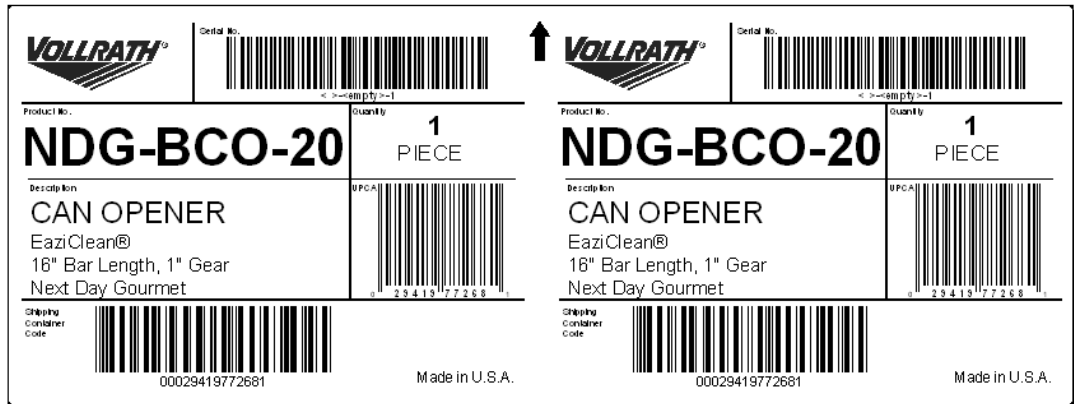 VOLLRATH®
Serial No.
< >-<empty>-1
Product No.
NDG-BCO-20
Quantity
1
PIECE
Description
CAN OPENER
EaziClean®
16" Bar Length, 1" Gear
Next Day Gourmet
UPCA
0 29419 77268 1
Shipping
Container
Code
00029419772681
Made in U.S.A.
VOLLRATH®
Serial No.
< >-<empty>-1
Product No.
NDG-BCO-20
Quantity
1
PIECE
Description
CAN OPENER
EaziClean®
16" Bar Length, 1" Gear
Next Day Gourmet
UPCA
0 29419 77268 1
Shipping
Container
Code
00029419772681
Made in U.S.A.